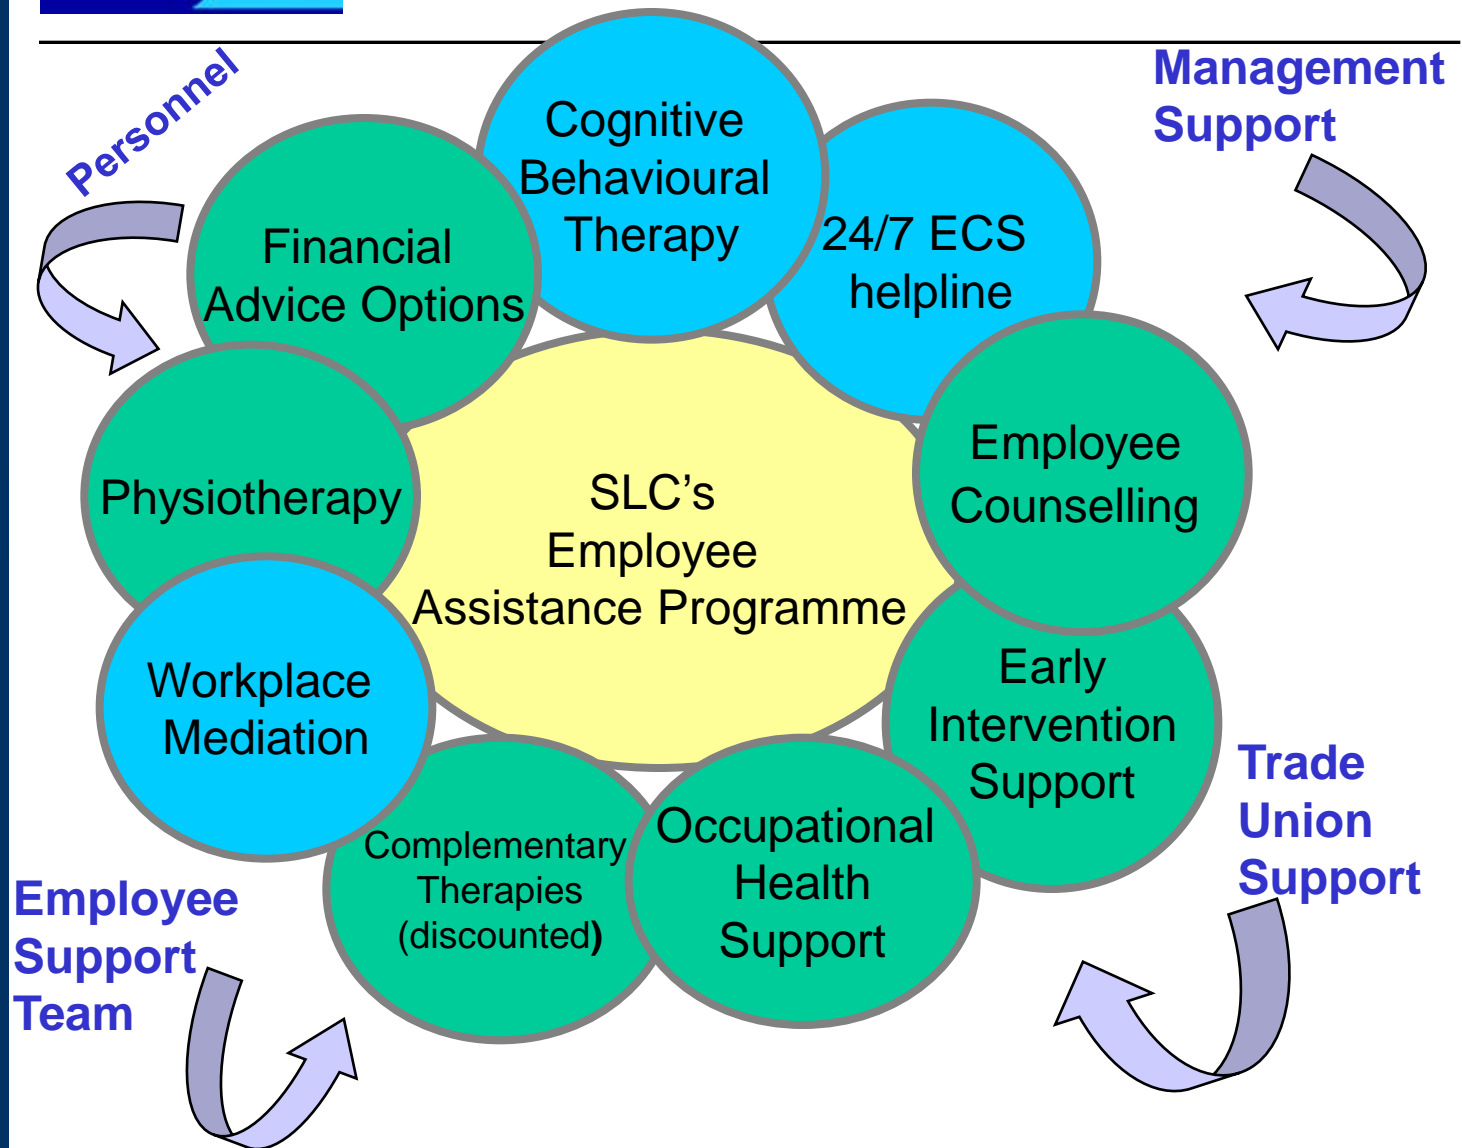 Personnel
Management
Support
Cognitive
Behavioural
Therapy
24/7 ECS
helpline
Financial
Advice Options
Employee
Counselling
Physiotherapy
SLC’s
Employee
Assistance Programme
Early
Intervention
Support
Workplace
Mediation
Trade
Union
Support
Occupational
Health
Support
Complementary
Therapies
(discounted)
Employee
Support
Team